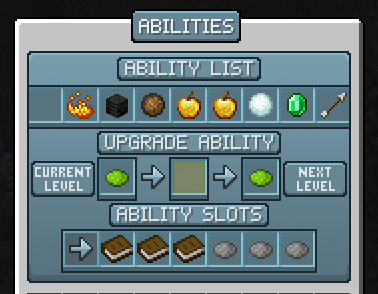 ABILITIES
ABILITY LIST
UPGRADE ABILITY
CURRENT
LEVEL
NEXT
LEVEL
ABILITY SLOTS